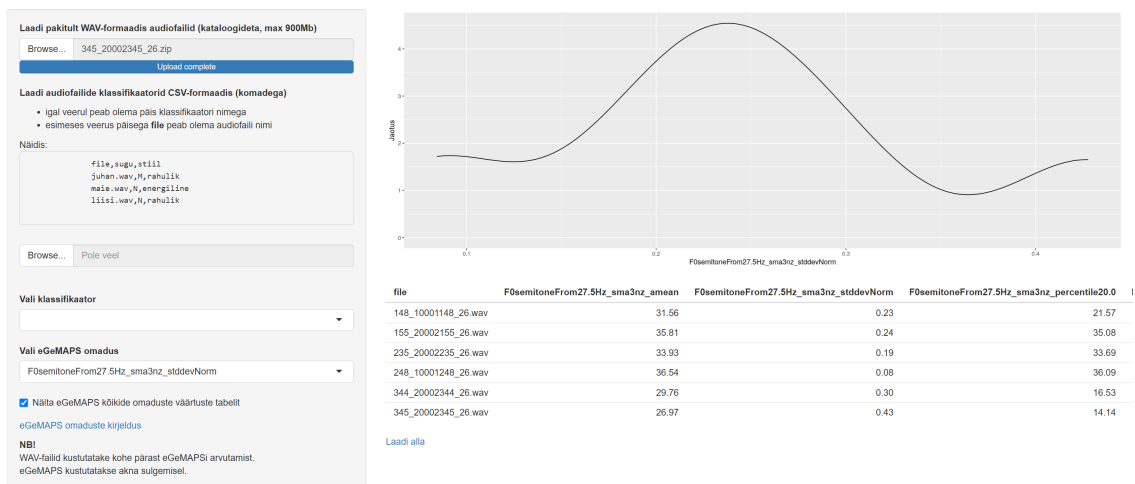 Laadi pakitult WAV-formaadis audiofailid (kataloogideta, max 900Mb)
Browse... 345_20002345_26.zip
Upload complete
Laadi audiofailide klassifikaatorid CSV-formaadis (komadega)
• igal veerul peab olema päis klassifikaatori nimega
• esimeses veerus päisega file peab olema audiofaili nimi
Näidis:
file,sugu,stiil
juhan.wav,M,rahulik
maie.wav,N,energiline
liisi.wav,N,rahulik
Browse... Pole veel
Vali klassifikaator
Vali eGeMAPS omadus
F0semitoneFrom27.5Hz_sma3nz_stddevNorm
Näita eGeMAPS kõikide omaduste väärtuste tabelit
eGeMAPS omaduste kirjeldus
NB!
WAV-failid kustutatake kohe pärast eGeMAPSi arvutamist.
eGeMAPS kustutatakse akna sulgemisel.
Jaotus
4
3
2
1
0
0.1 0.2 0.3 0.4
F0semitoneFrom27.5Hz_sma3nz_stddevNorm
file F0semitoneFrom27.5Hz_sma3nz_amean F0semitoneFrom27.5Hz_sma3nz_stddevNorm F0semitoneFrom27.5Hz_sma3nz_percentile20.0
148_10001148_26.wav 31.56 0.23 21.57
155_20002155_26.wav 35.81 0.24 35.08
235_20002235_26.wav 33.93 0.19 33.69
248_10001248_26.wav 36.54 0.08 36.09
344_20002344_26.wav 29.76 0.30 16.53
345_20002345_26.wav 26.97 0.43 14.14
Laadi alla